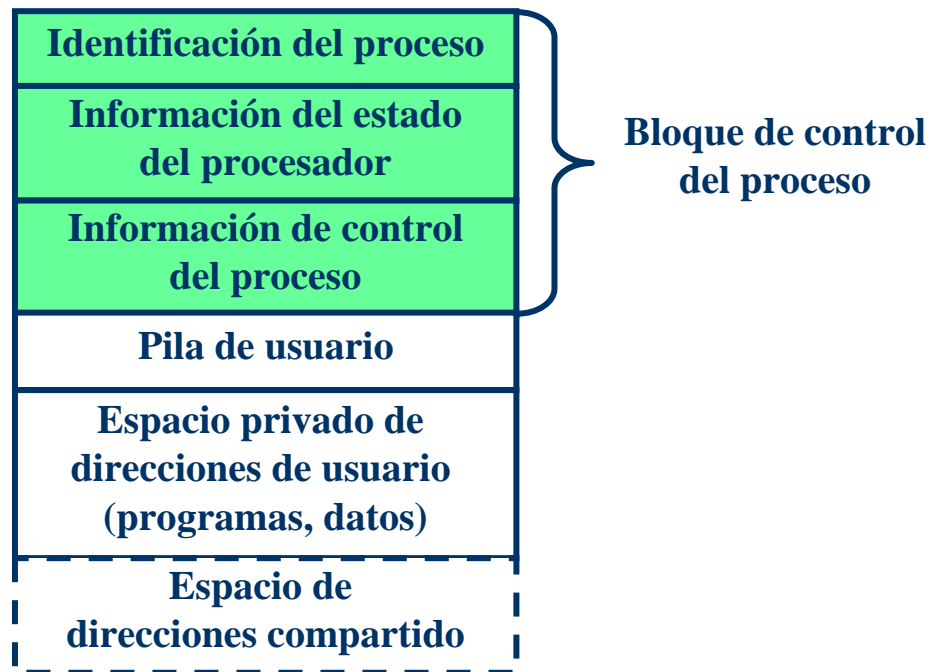 Identificación del proceso
Información del estado
del procesador
Información de control
del proceso
Bloque de control
del proceso
Pila de usuario
Espacio privado de
direcciones de usuario
(programas, datos)
Espacio de
direcciones compartido